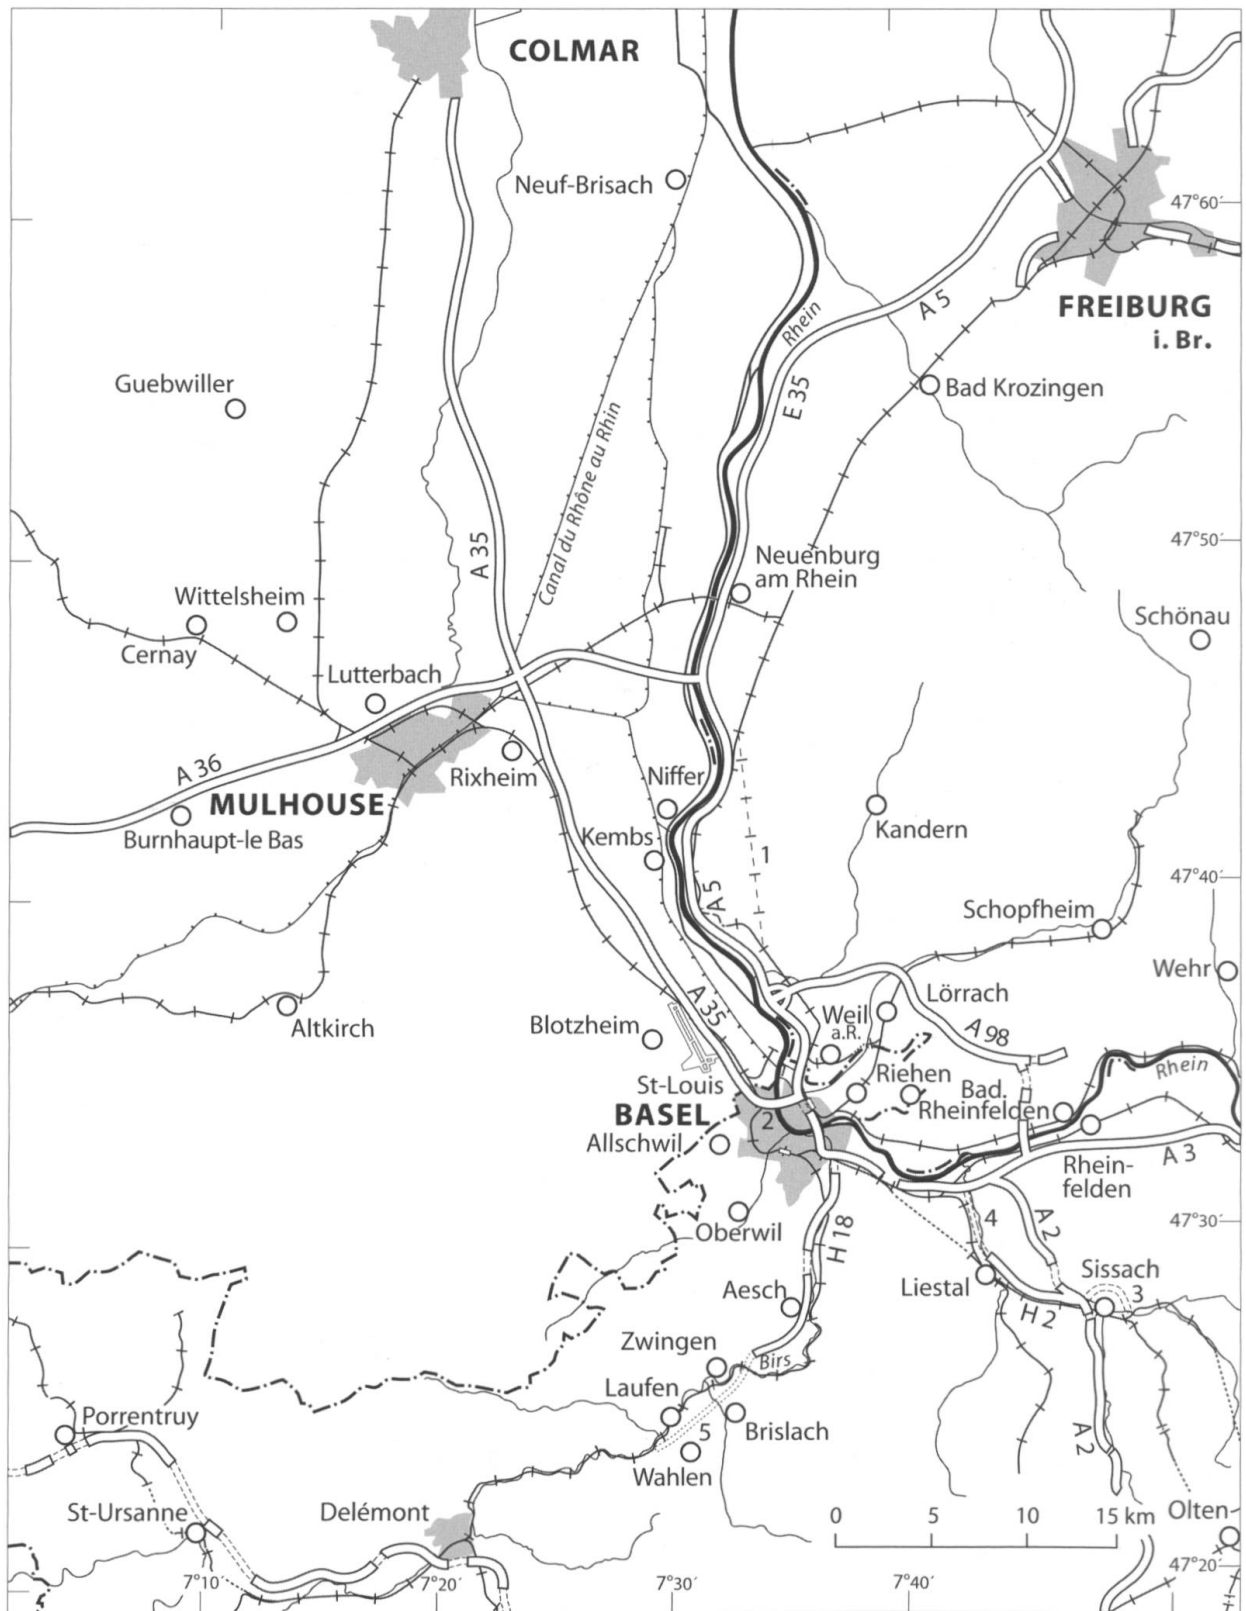 COLMAR
Neuf-Brisach
47°60′
FREIBURG
i. Br.
Rhein
A 5
Guebwiller
E 35
Bad Krozingen
Canal du Rhône au Rhin
A 35
47°50′
Neuenburg
am Rhein
Wittelsheim
Schönau
Cernay
Lutterbach
A 36
Rixheim
Niffer
MULHOUSE
Burnhaupt-le Bas
Kembs
1
Kandern
47°40′
A 5
Schopfheim
Wehr
A 35
Lörrach
Altkirch
Blotzheim
Weil
a.R.
A 98
St-Louis
Riehen
Bad.
Rheinfelden
Rhein
BASEL
2
Allschwil
A 3
Rhein-
felden
Oberwil
H 18
4
A 2
47°30′
Aesch
Liestal
Sissach
3
H 2
Zwingen
Birs
Laufen
Porrentruy
5
Brislach
A 2
Wahlen
St-Ursanne
Delémont
0 5 10 15 km
Olten
47°20′
7°10′
7°20′
7°30′
7°40′